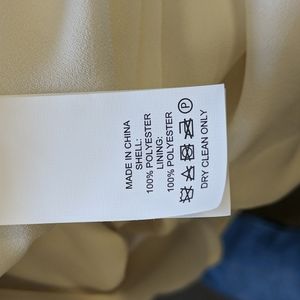 MADE IN CHINA
SHELL:
100% POLYESTER
LINING:
100% POLYESTER
P
DRY CLEAN ONLY